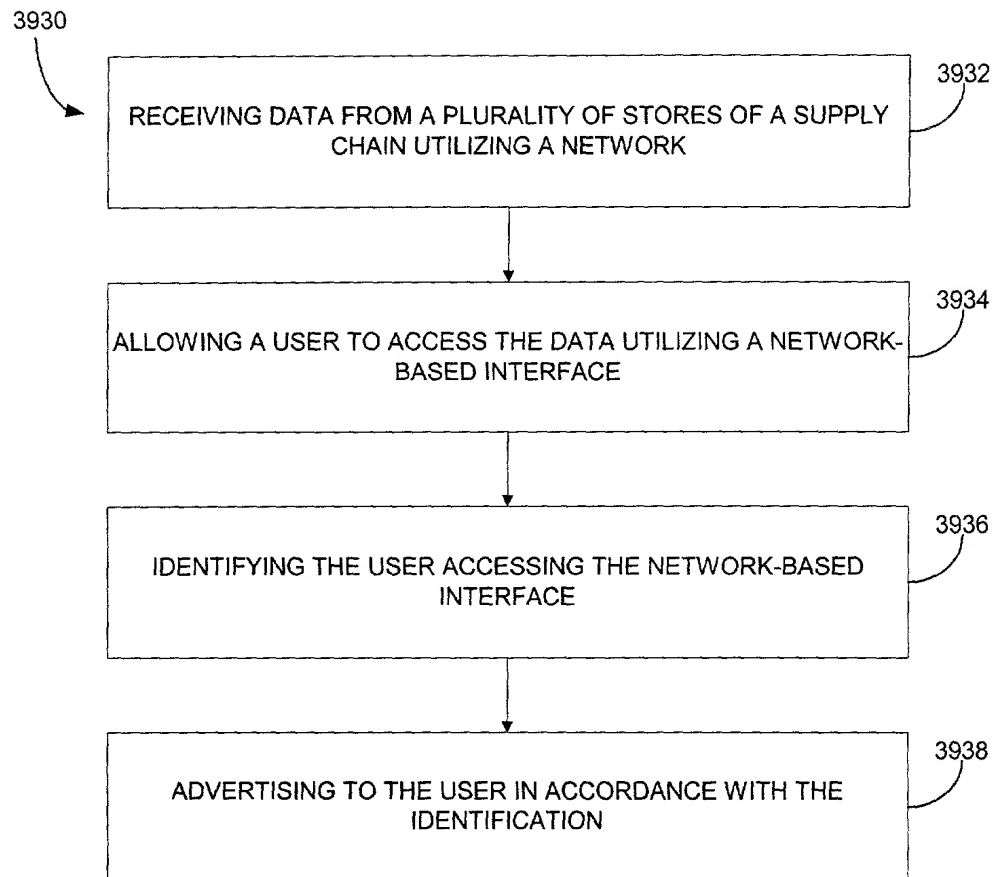 3930
3932
RECEIVING DATA FROM A PLURALITY OF STORES OF A SUPPLY
CHAIN UTILIZING A NETWORK
3934
ALLOWING A USER TO ACCESS THE DATA UTILIZING A NETWORK-
BASED INTERFACE
3936
IDENTIFYING THE USER ACCESSING THE NETWORK-BASED
INTERFACE
3938
ADVERTISING TO THE USER IN ACCORDANCE WITH THE
IDENTIFICATION